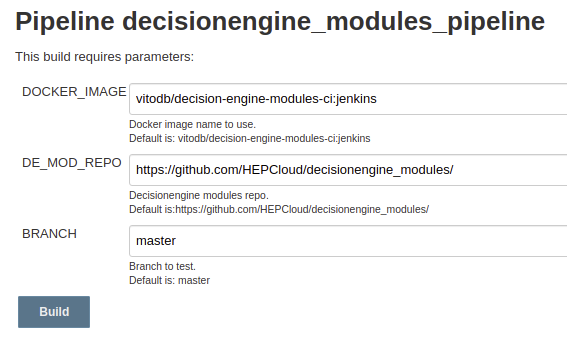 Pipeline decisionengine_modules_pipeline
This build requires parameters:
DOCKER_IMAGE vitodb/decision-engine-modules-ci:jenkins
Docker image name to use.
Default is: vitodb/decision-engine-modules-ci:jenkins
DE_MOD_REPO https://github.com/HEPCloud/decisionengine_modules/
Decisionengine modules repo.
Default is:https://github.com/HEPCloud/decisionengine_modules/
BRANCH master
Branch to test.
Default is: master
Build